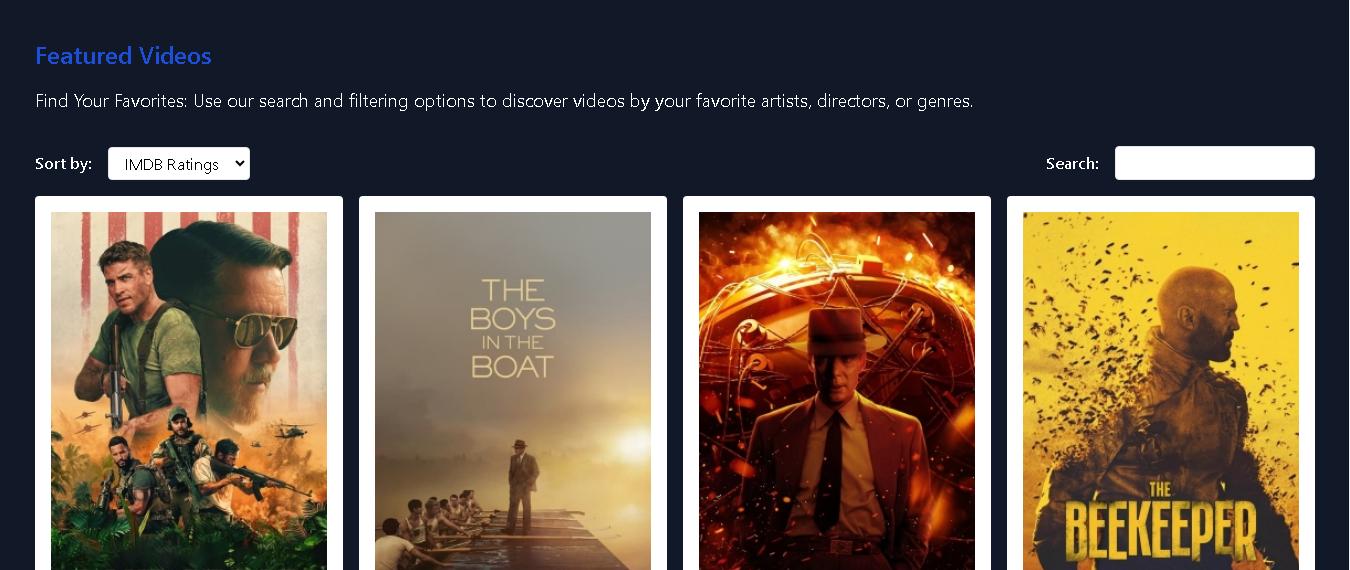 Featured Videos
Find Your Favorites: Use our search and filtering options to discover videos by your favorite artists, directors, or genres.
Sort by: IMDB Ratings Search:
THE
BOYS
IN THE
BOAT
THE
BEEKEEPER